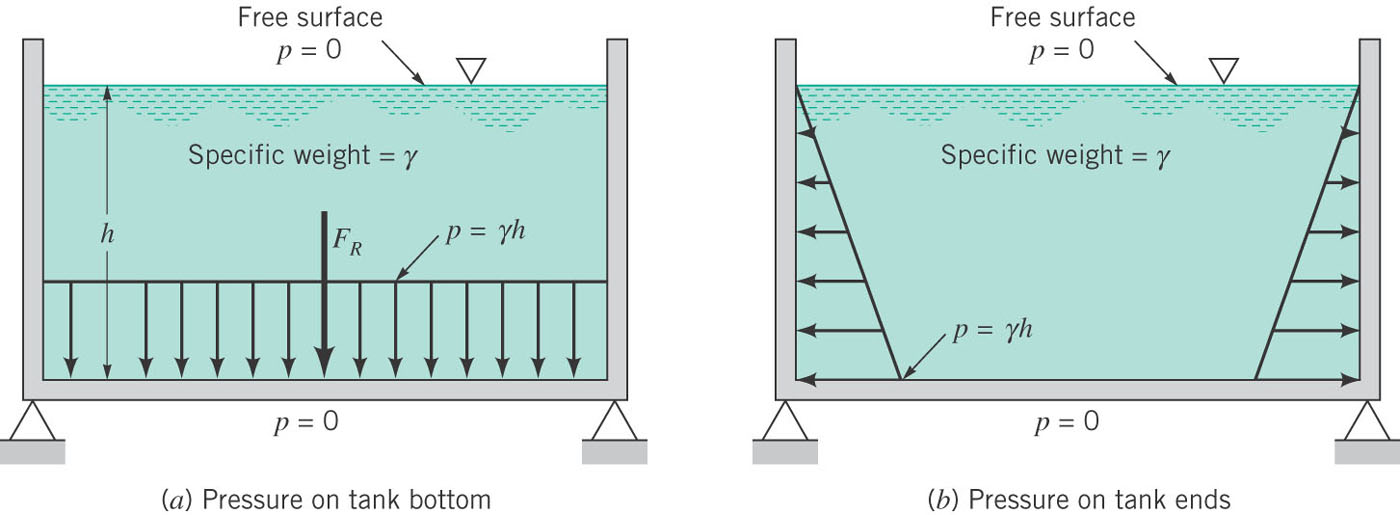 Free surface
p = 0
Specific weight = γ
h
F_R
p = γh
p = 0
(a) Pressure on tank bottom
Free surface
p = 0
Specific weight = γ
p = γh
p = 0
(b) Pressure on tank ends